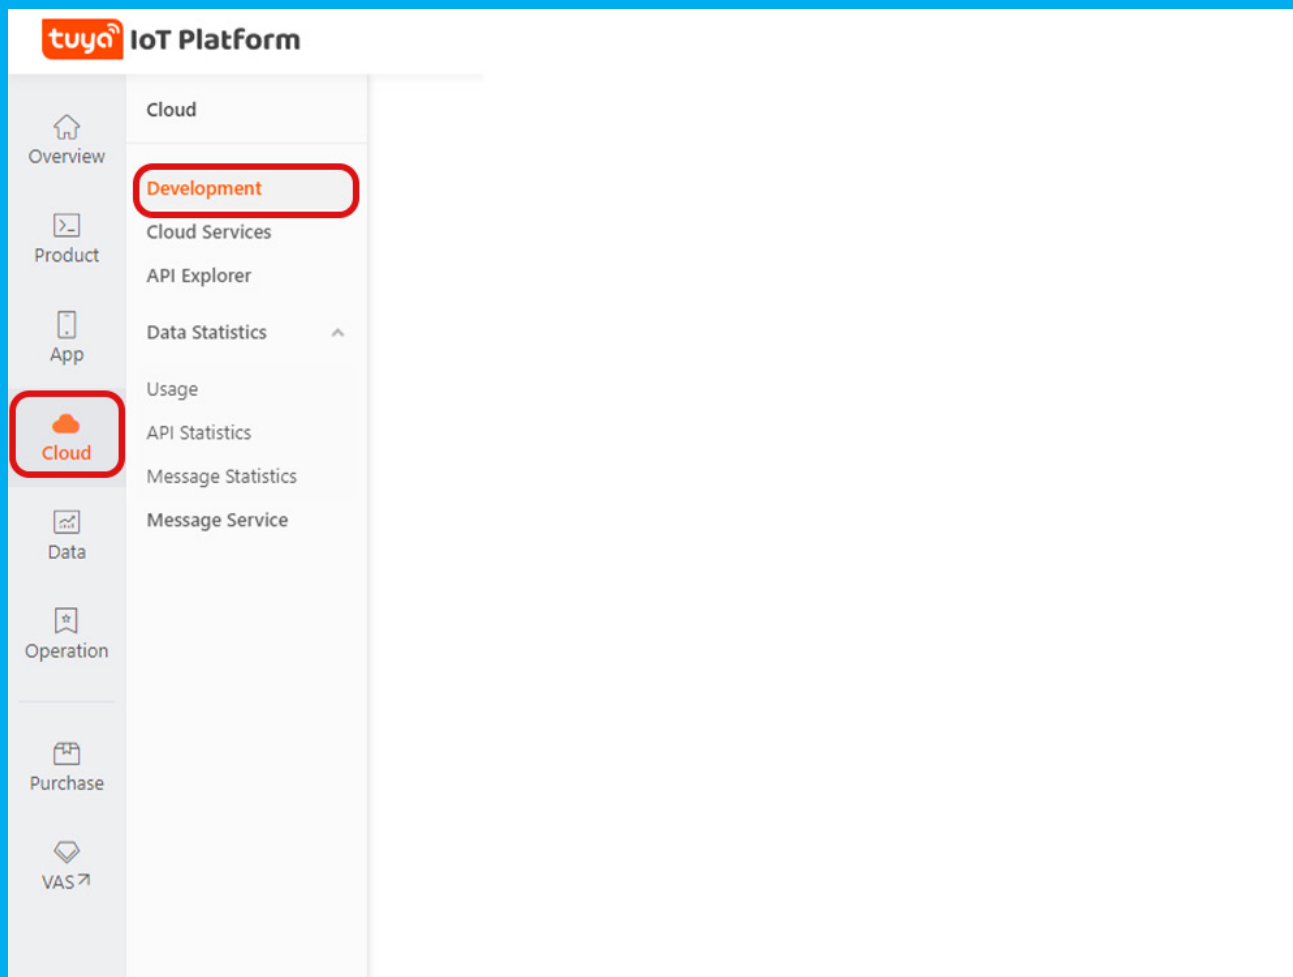 tuya IoT Platform
Overview
Product
App
Cloud
Data
Operation
Purchase
VAS
Cloud
Development
Cloud Services
API Explorer
Data Statistics
Usage
API Statistics
Message Statistics
Message Service